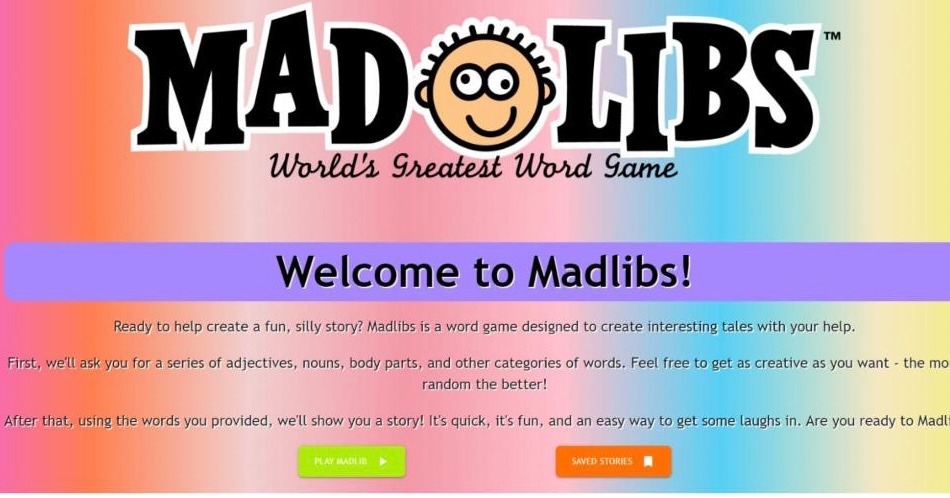 MAD LIBS™
World's Greatest Word Game
Welcome to Madlibs!
Ready to help create a fun, silly story? Madlibs is a word game designed to create interesting tales with your help.
First, we'll ask you for a series of adjectives, nouns, body parts, and other categories of words. Feel free to get as creative as you want - the mo
random the better!
After that, using the words you provided, we'll show you a story! It's quick, it's fun, and an easy way to get some laughs in. Are you ready to Madli
PLAY MADLIB
SAVED STORIES